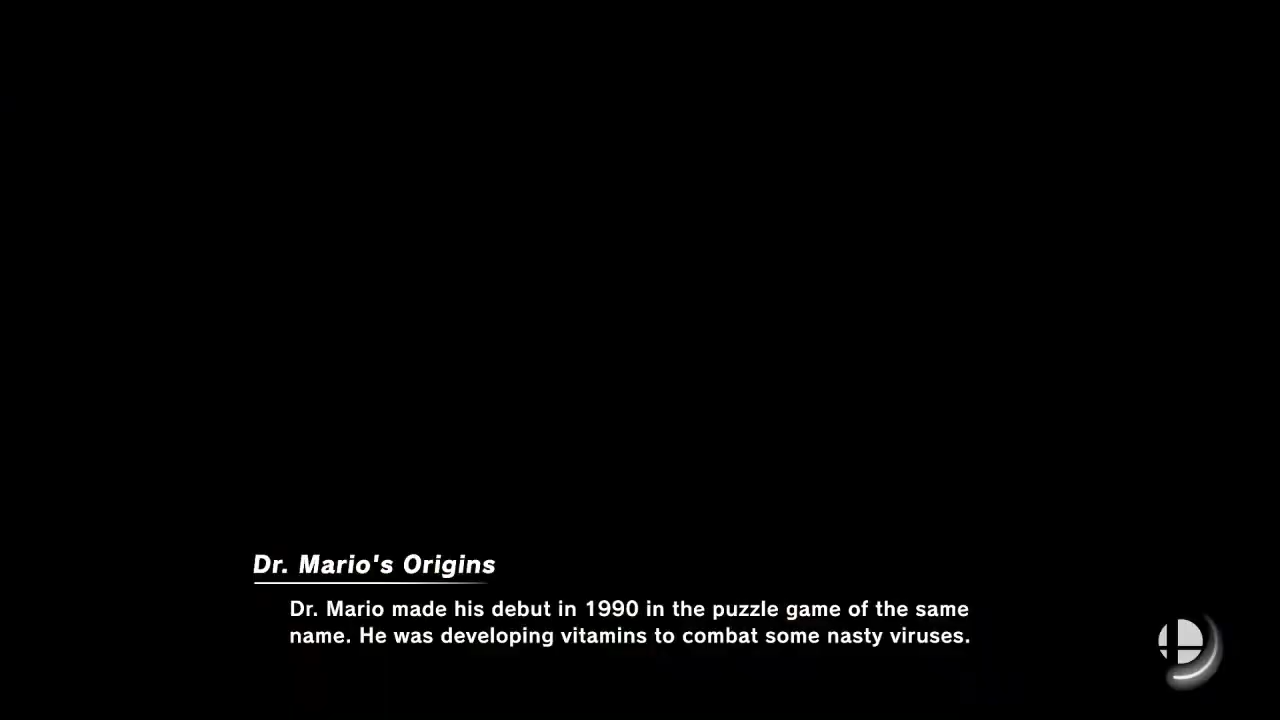 Dr. Mario's Origins
Dr. Mario made his debut in 1990 in the puzzle game of the same
name. He was developing vitamins to combat some nasty viruses.